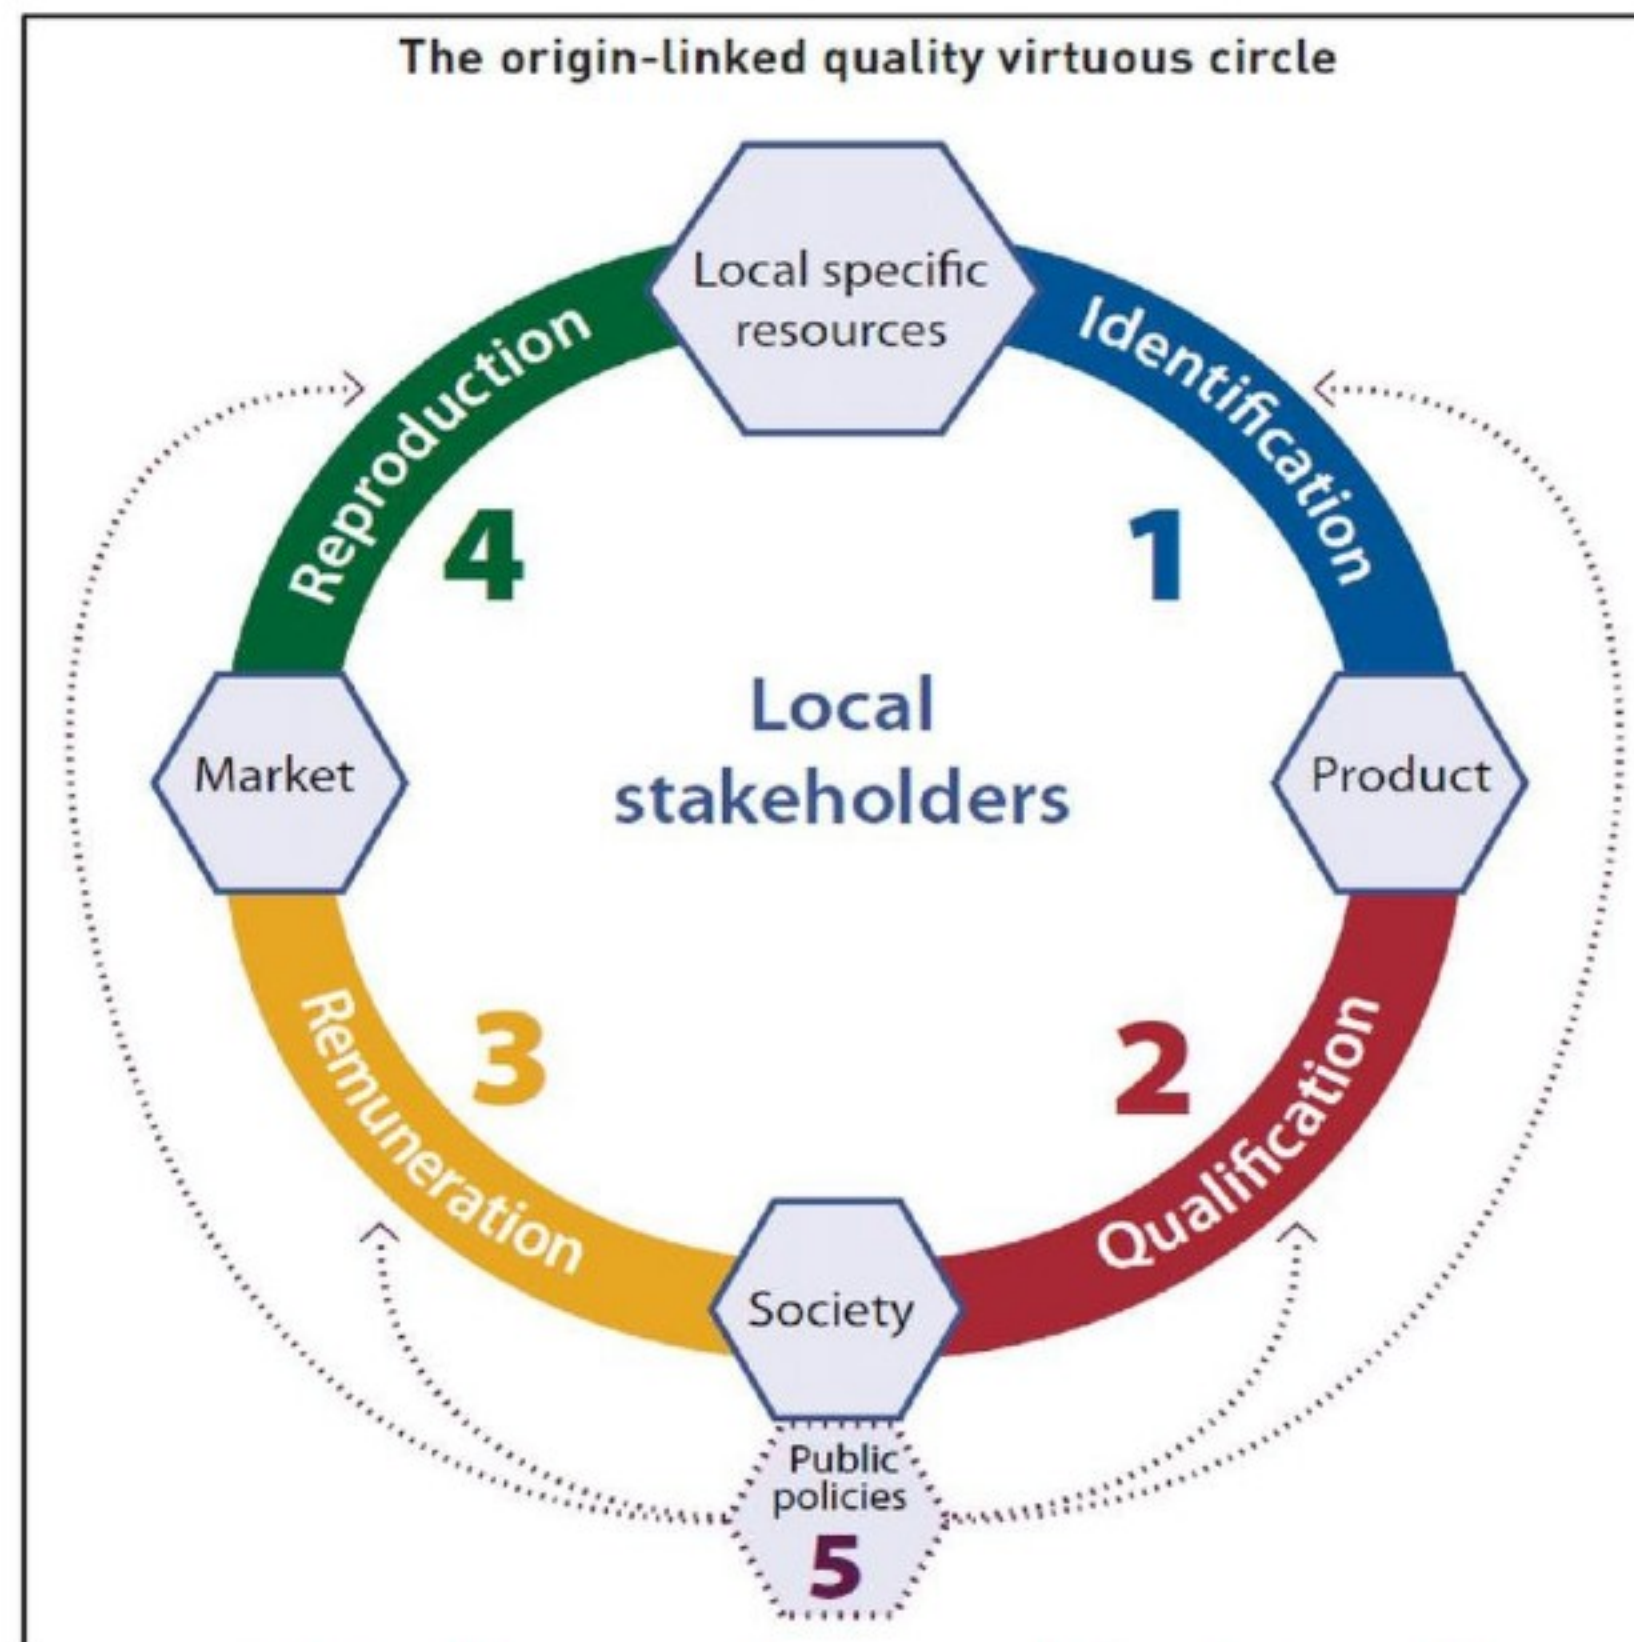 The origin-linked quality virtuous circle
Local specific
resources
Identification
1
Product
Qualification
2
Society
Remuneration
3
Market
Reproduction
4
Local
stakeholders
Public
policies
5